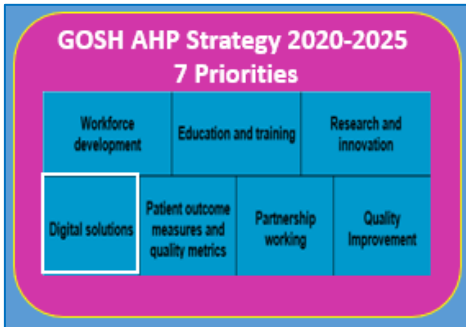 GOSH AHP Strategy 2020-2025
7 Priorities
Workforce
development
Education and training
Research and
innovation
Digital solutions
Patient outcome
measures and
quality metrics
Partnership
working
Quality
Improvement